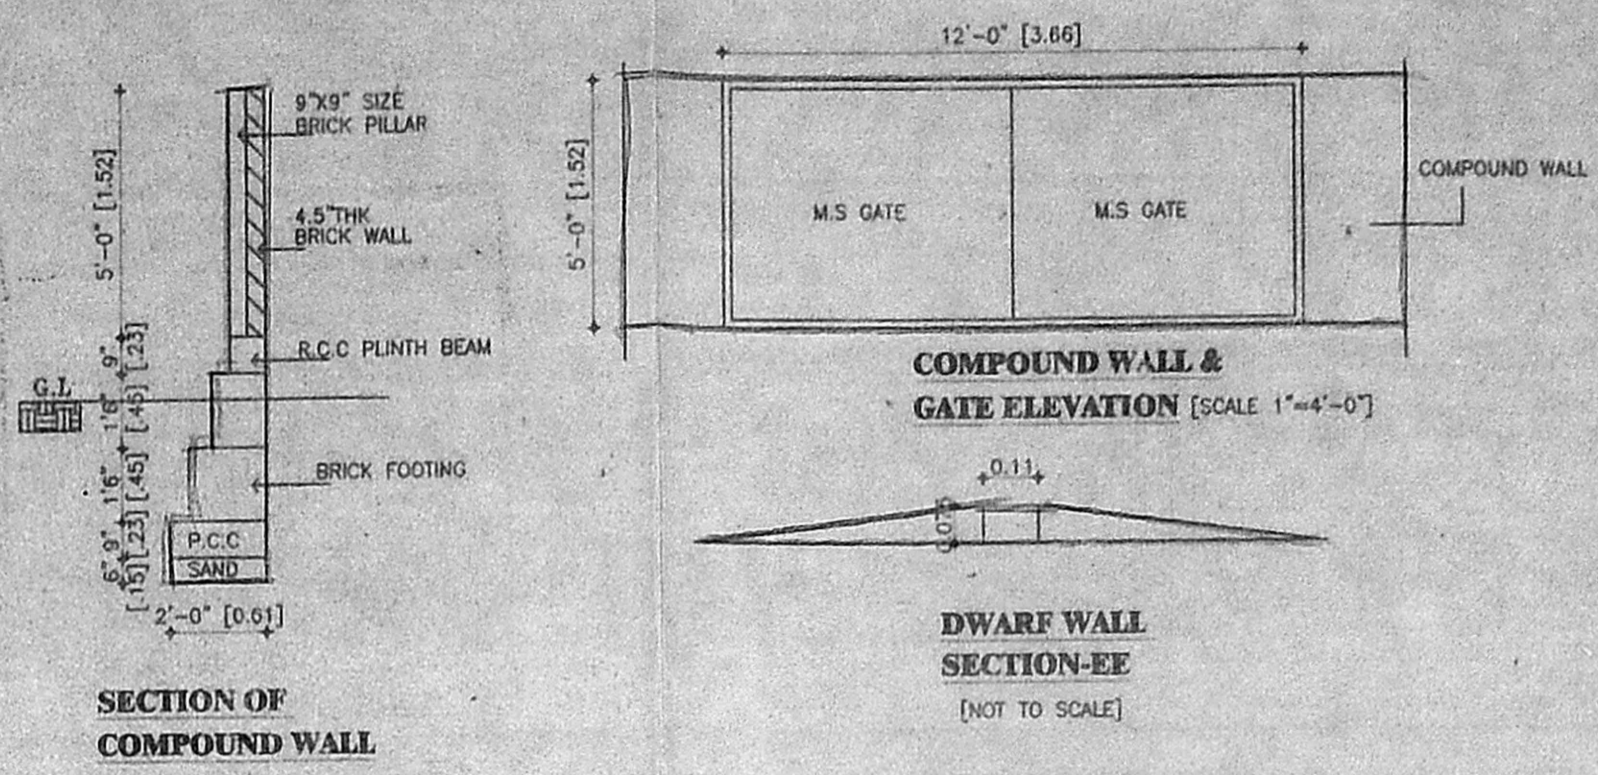 12'-0" [3.66]
9"X9" SIZE
BRICK PILLAR
5'-0" [1.52]
4.5"THK
BRICK WALL
5'-0" [1.52]
M.S GATE
M.S GATE
COMPOUND WALL
9" [.23]
R.C.C PLINTH BEAM
G.L
1'6" [.45]
COMPOUND WALL &
GATE ELEVATION [SCALE 1"=4'-0"]
1'6" [.45]
BRICK FOOTING
0.11
9" [.23]
P.C.C
6" [.15]
SAND
2'-0" [0.61]
DWARF WALL
SECTION-EE
[NOT TO SCALE]
SECTION OF
COMPOUND WALL